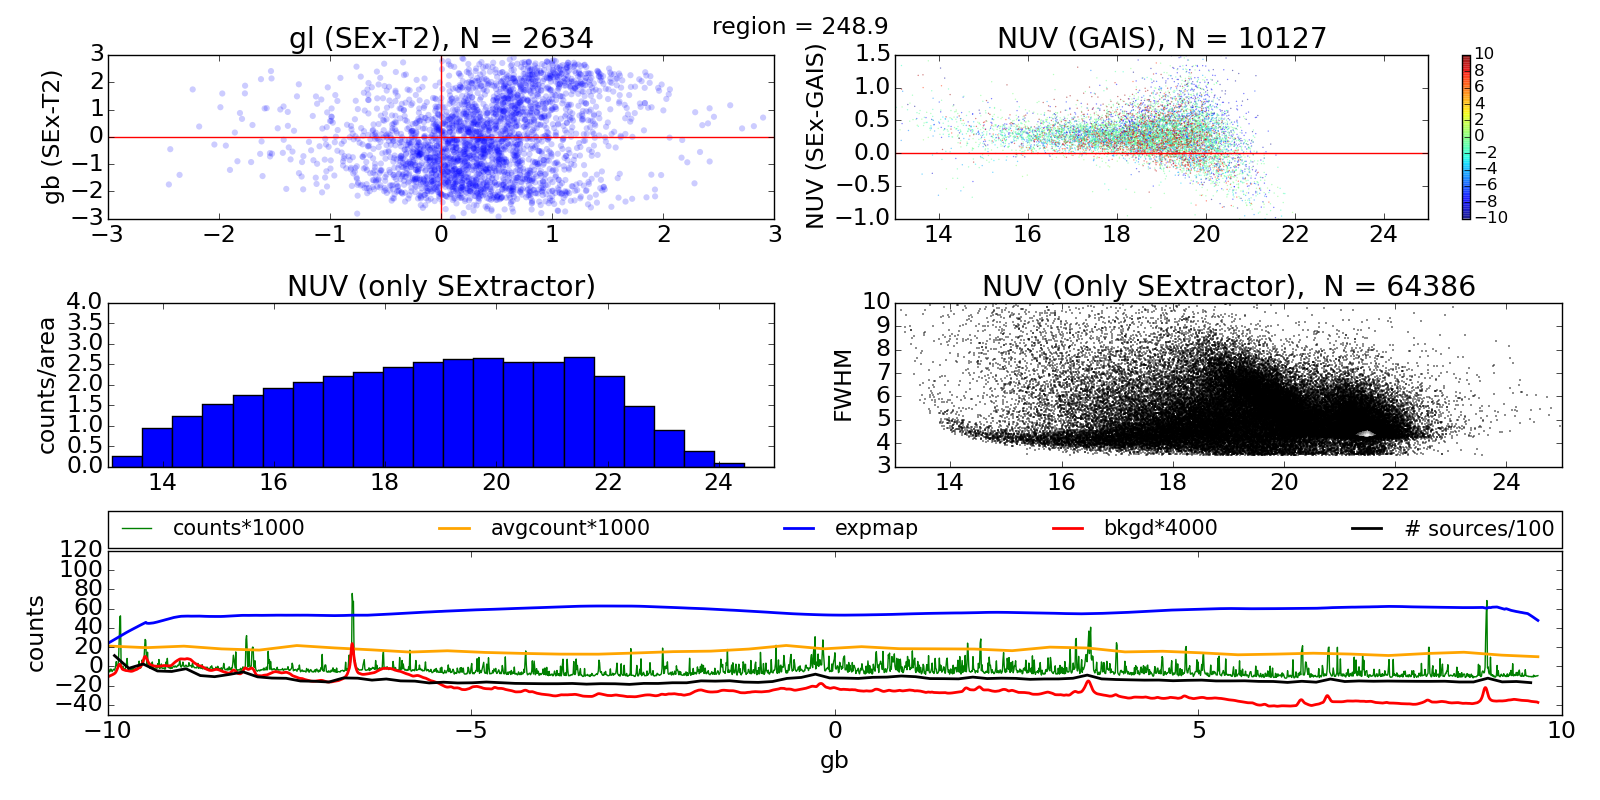 region = 248.9
gl (SEx-T2), N = 2634
NUV (GAIS), N = 10127
gb (SEx-T2)
3
2
1
0
−1
−2
−3
−3 −2 −1 0 1 2 3
NUV (SEx-GAIS)
1.5
1.0
0.5
0.0
−0.5
−1.0
14 16 18 20 22 24
10
8
6
4
2
0
−2
−4
−6
−8
−10
NUV (only SExtractor)
NUV (Only SExtractor), N = 64386
counts/area
4.0
3.5
3.0
2.5
2.0
1.5
1.0
0.5
0.0
14 16 18 20 22 24
FWHM
10
9
8
7
6
5
4
3
14 16 18 20 22 24
counts*1000 avgcount*1000 expmap bkgd*4000 # sources/100
counts
120
100
80
60
40
20
0
−20
−40
−10 −5 0 5 10
gb